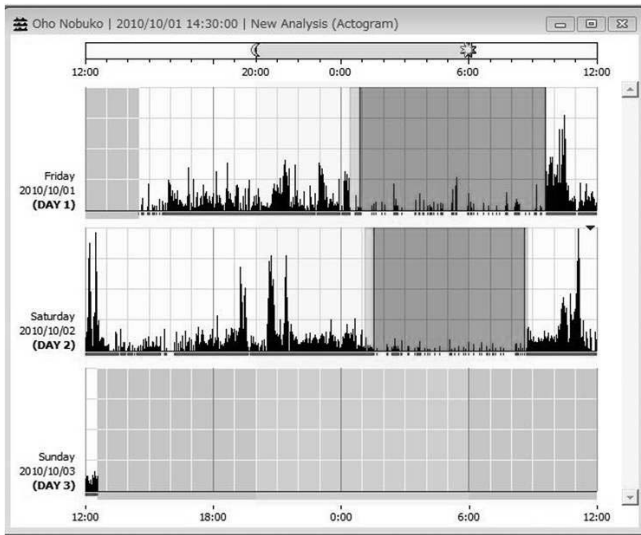 Oho Nobuko | 2010/10/01 14:30:00 | New Analysis (Actogram)
12:00 20:00 0:00 6:00 12:00
Friday
2010/10/01
(DAY 1)
Saturday
2010/10/02
(DAY 2)
Sunday
2010/10/03
(DAY 3)
12:00 18:00 0:00 6:00 12:00